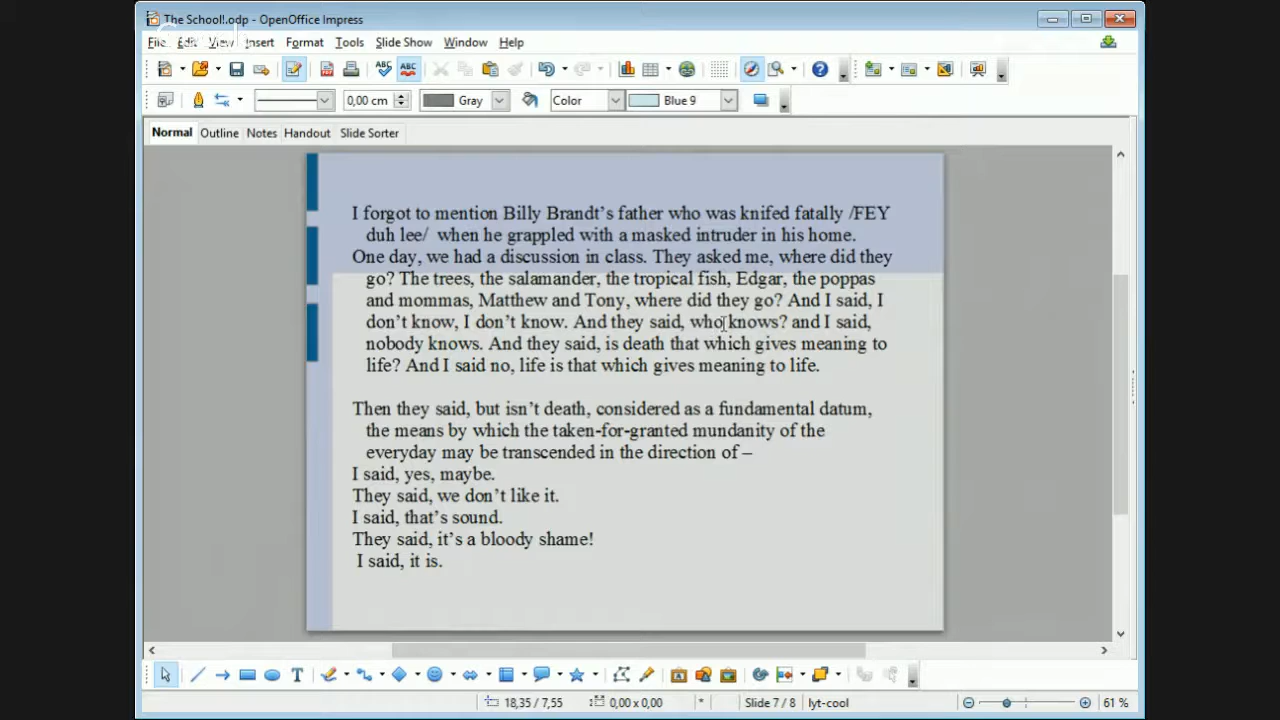 The School!.odp - OpenOffice Impress
File Edit View Insert Format Tools Slide Show Window Help
0,00 cm Gray Color Blue 9
Normal Outline Notes Handout Slide Sorter
I forgot to mention Billy Brandt’s father who was knifed fatally /FEY
duh lee/ when he grappled with a masked intruder in his home.
One day, we had a discussion in class. They asked me, where did they
go? The trees, the salamander, the tropical fish, Edgar, the poppas
and mommas, Matthew and Tony, where did they go? And I said, I
don’t know, I don’t know. And they said, who knows? and I said,
nobody knows. And they said, is death that which gives meaning to
life? And I said no, life is that which gives meaning to life.
Then they said, but isn’t death, considered as a fundamental datum,
the means by which the taken-for-granted mundanity of the
everyday may be transcended in the direction of –
I said, yes, maybe.
They said, we don’t like it.
I said, that’s sound.
They said, it’s a bloody shame!
I said, it is.
18,35 / 7,55 0,00 x 0,00 * Slide 7 / 8 lyt-cool 61 %